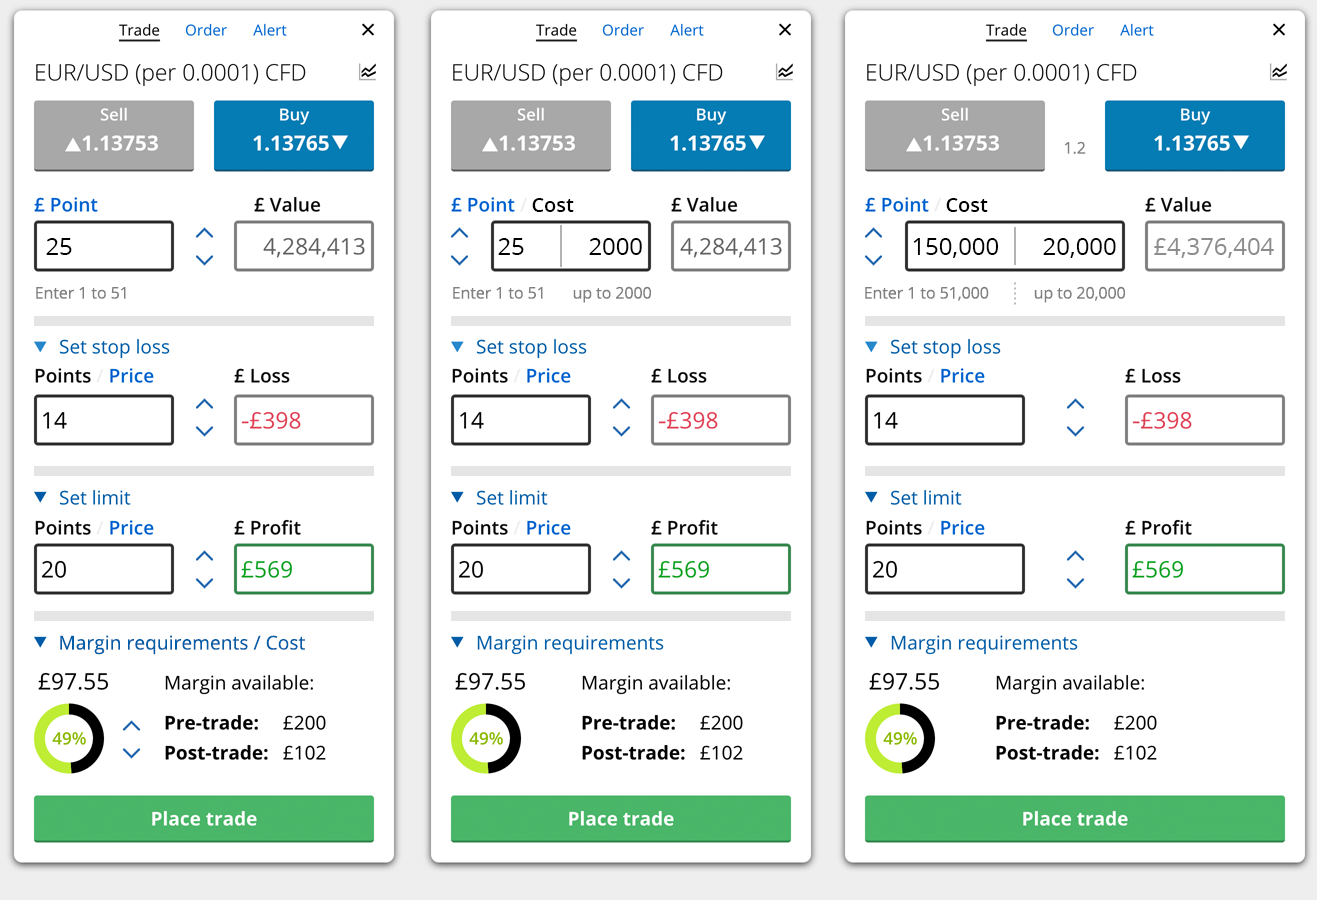 Trade Order Alert ✕
EUR/USD (per 0.0001) CFD
Sell Buy
▲1.13753 1.13765▼
£ Point £ Value
25 4,284,413
Enter 1 to 51
▼ Set stop loss
Points / Price £ Loss
14 -£398
▼ Set limit
Points / Price £ Profit
20 £569
▼ Margin requirements / Cost
£97.55 Margin available:
49% Pre-trade: £200
Post-trade: £102
Place trade
Trade Order Alert ✕
EUR/USD (per 0.0001) CFD
Sell Buy
▲1.13753 1.13765▼
£ Point / Cost £ Value
25 2000 4,284,413
Enter 1 to 51 up to 2000
▼ Set stop loss
Points / Price £ Loss
14 -£398
▼ Set limit
Points / Price £ Profit
20 £569
▼ Margin requirements
£97.55 Margin available:
49% Pre-trade: £200
Post-trade: £102
Place trade
Trade Order Alert ✕
EUR/USD (per 0.0001) CFD
Sell Buy
▲1.13753 1.2 1.13765▼
£ Point / Cost £ Value
150,000 20,000 £4,376,404
Enter 1 to 51,000 up to 20,000
▼ Set stop loss
Points / Price £ Loss
14 -£398
▼ Set limit
Points / Price £ Profit
20 £569
▼ Margin requirements
£97.55 Margin available:
49% Pre-trade: £200
Post-trade: £102
Place trade